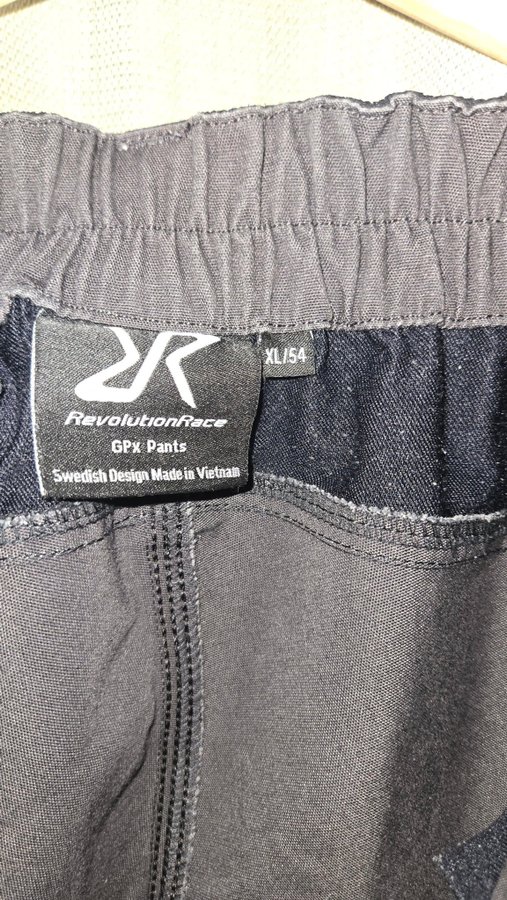 RevolutionRace
GPx Pants
Swedish Design Made in Vietnam
XL/54